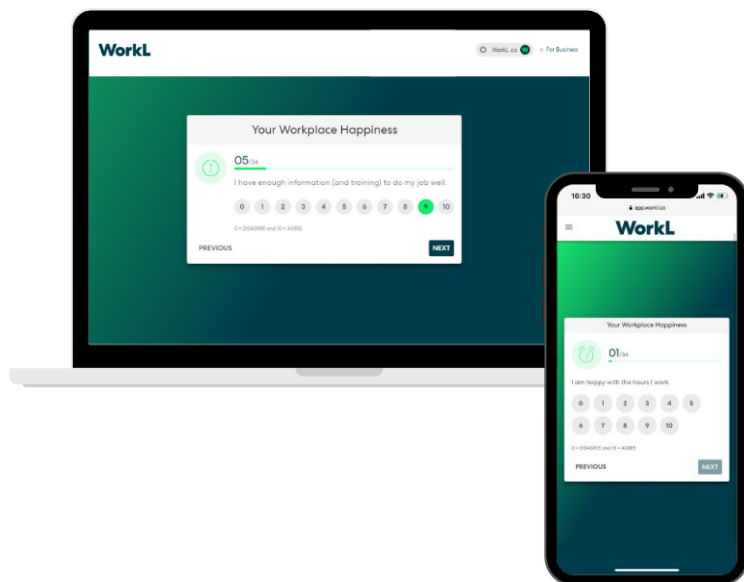 WorkL
WorkL co W For Business
Your Workplace Happiness
05/34
I have enough information (and training) to do my job well.
0 1 2 3 4 5 6 7 8 9 10
0 = DISAGREE and 10 = AGREE
PREVIOUS NEXT
16:30
app.workl.co
WorkL
Your Workplace Happiness
01/34
I am happy with the hours I work.
0 1 2 3 4 5
6 7 8 9 10
0 = DISAGREE and 10 = AGREE
PREVIOUS NEXT